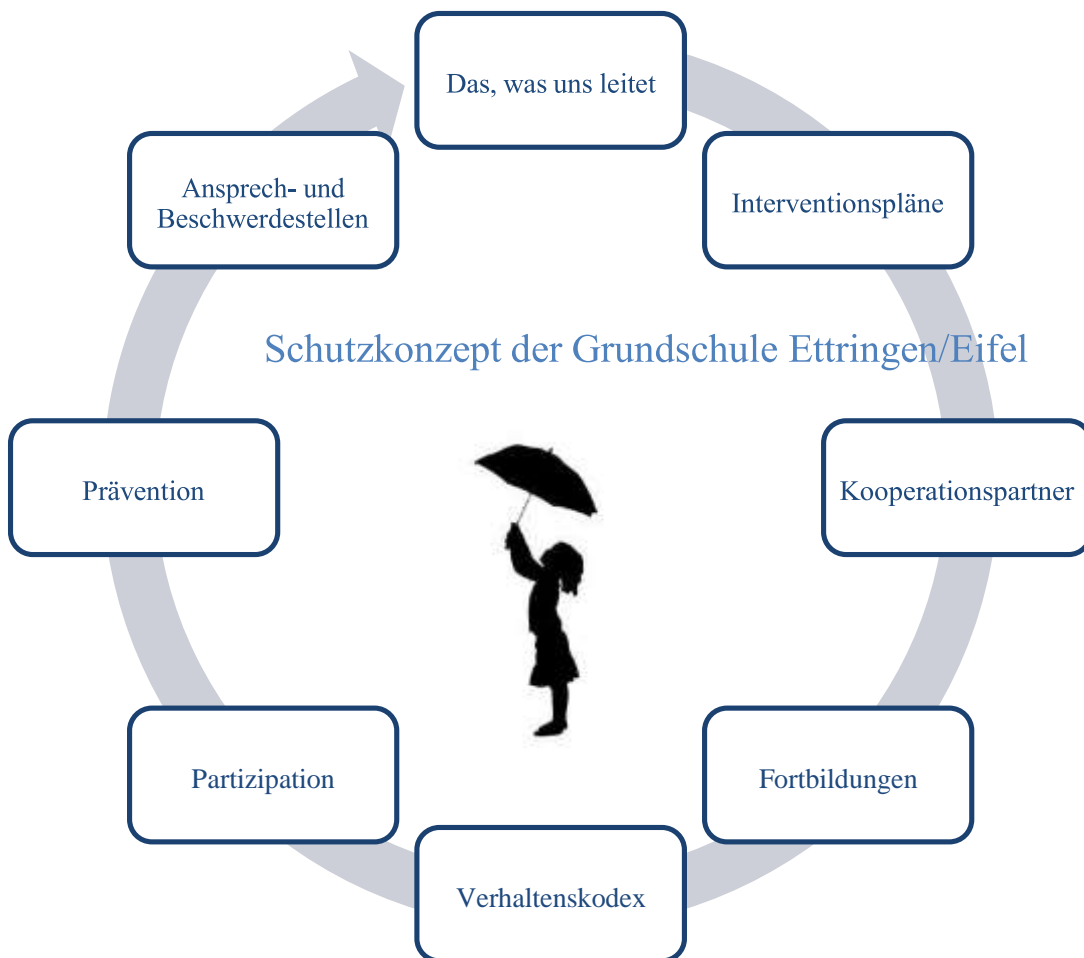 Das, was uns leitet
Ansprech- und
Beschwerdestellen
Interventionspläne
Schutzkonzept der Grundschule Ettringen/Eifel
Prävention
Kooperationspartner
Partizipation
Fortbildungen
Verhaltenskodex